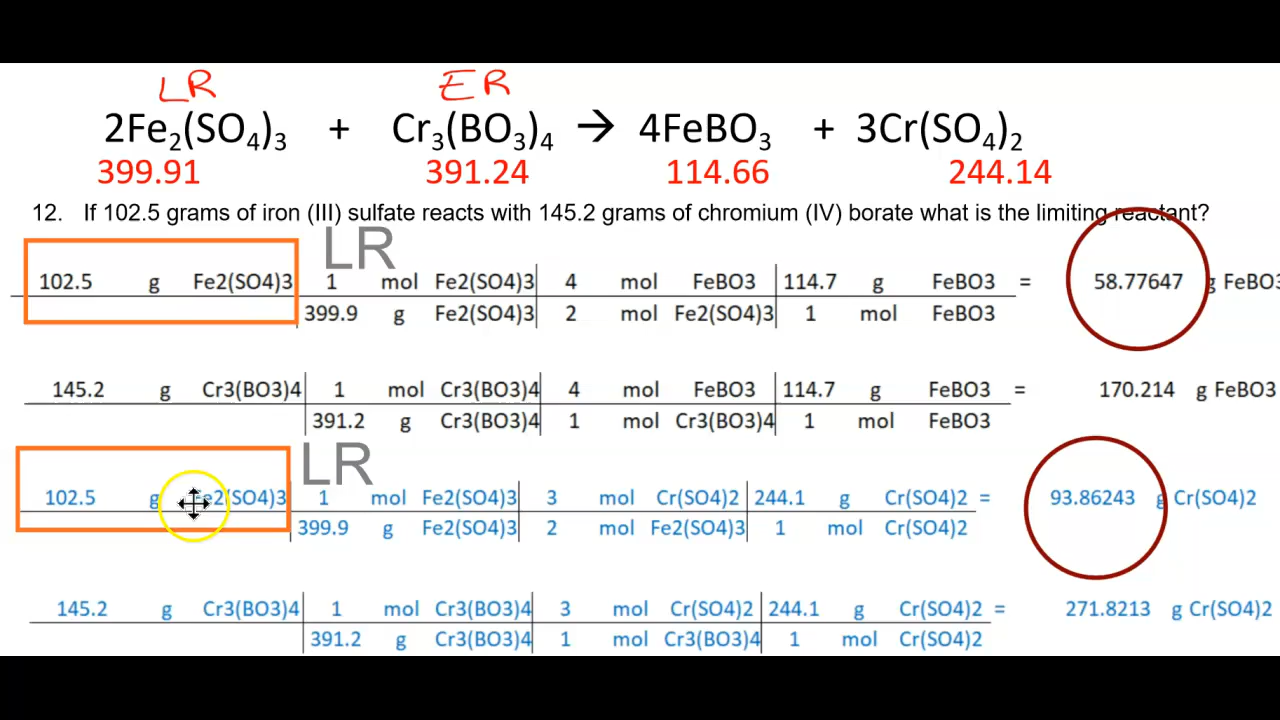 LR ER
2Fe₂(SO₄)₃ + Cr₃(BO₃)₄ → 4FeBO₃ + 3Cr(SO₄)₂
399.91 391.24 114.66 244.14
12. If 102.5 grams of iron (III) sulfate reacts with 145.2 grams of chromium (IV) borate what is the limiting reactant?
LR
102.5 g Fe2(SO4)3 1 mol Fe2(SO4)3 4 mol FeBO3 114.7 g FeBO3 = 58.77647 g FeBO3
399.9 g Fe2(SO4)3 2 mol Fe2(SO4)3 1 mol FeBO3
145.2 g Cr3(BO3)4 1 mol Cr3(BO3)4 4 mol FeBO3 114.7 g FeBO3 = 170.214 g FeBO3
391.2 g Cr3(BO3)4 1 mol Cr3(BO3)4 1 mol FeBO3
LR
102.5 g Fe2(SO4)3 1 mol Fe2(SO4)3 3 mol Cr(SO4)2 244.1 g Cr(SO4)2 = 93.86243 g Cr(SO4)2
399.9 g Fe2(SO4)3 2 mol Fe2(SO4)3 1 mol Cr(SO4)2
145.2 g Cr3(BO3)4 1 mol Cr3(BO3)4 3 mol Cr(SO4)2 244.1 g Cr(SO4)2 = 271.8213 g Cr(SO4)2
391.2 g Cr3(BO3)4 1 mol Cr3(BO3)4 1 mol Cr(SO4)2